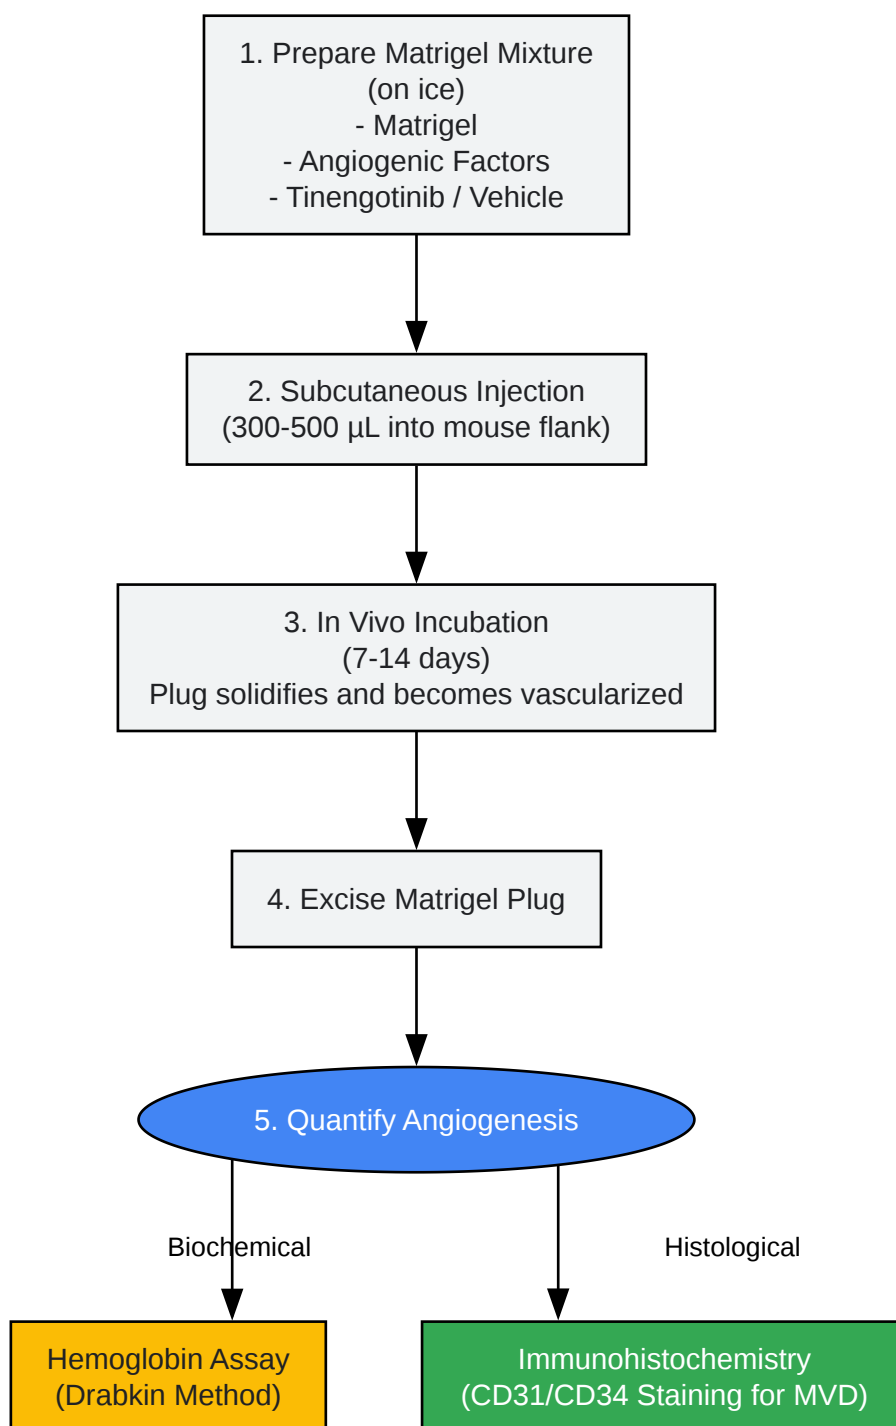 1. Prepare Matrigel Mixture
(on ice)
- Matrigel
- Angiogenic Factors
- Tinengotinib / Vehicle
2. Subcutaneous Injection
(300-500 µL into mouse flank)
3. In Vivo Incubation
(7-14 days)
Plug solidifies and becomes vascularized
4. Excise Matrigel Plug
5. Quantify Angiogenesis
Biochemical
Histological
Hemoglobin Assay
(Drabkin Method)
Immunohistochemistry
(CD31/CD34 Staining for MVD)